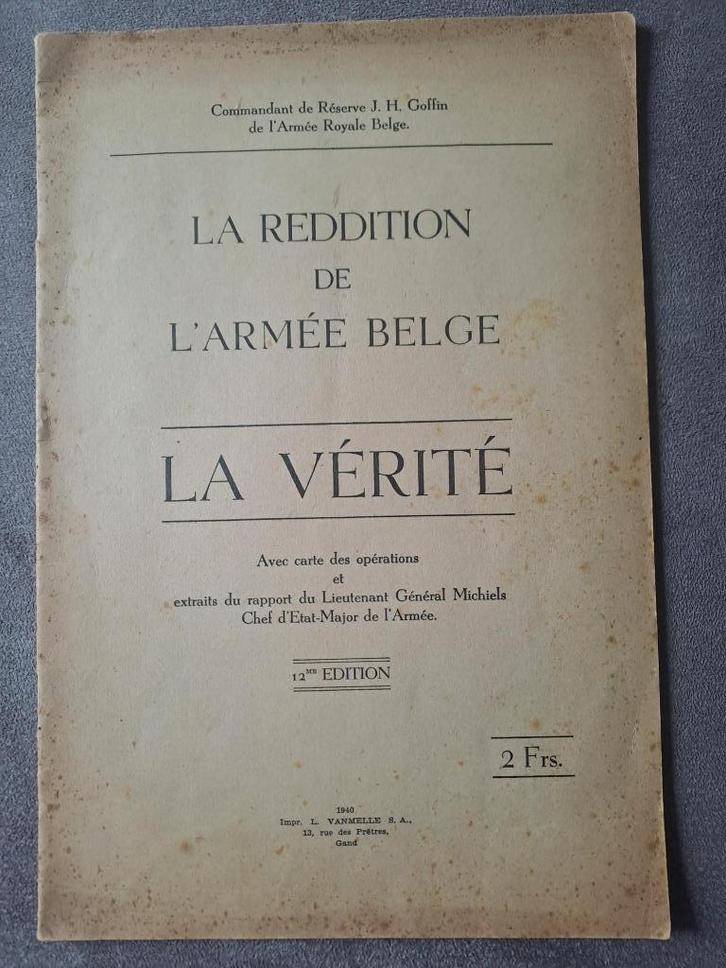 Commandant de Réserve J. H. Goffin
de l'Armée Royale Belge.
LA REDDITION
DE
L'ARMÉE BELGE
LA VÉRITÉ
Avec carte des opérations
et
extraits du rapport du Lieutenant Général Michiels
Chef d'Etat-Major de l'Armée.
12ME EDITION
2 Frs.
1940
Impr. L. VANMELLE S. A.,
13, rue des Prêtres,
Gand